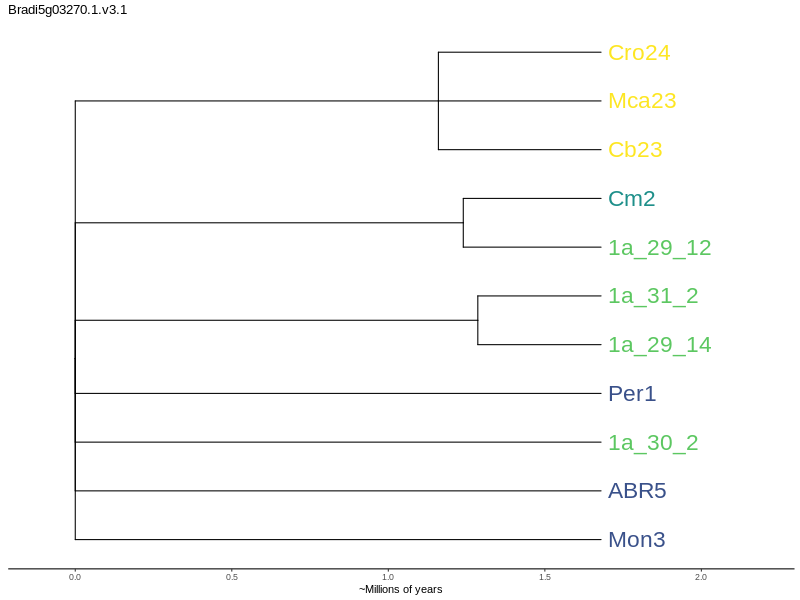 Bradi5g03270.1.v3.1
Cro24
Mca23
Cb23
Cm2
1a_29_12
1a_31_2
1a_29_14
Per1
1a_30_2
ABR5
Mon3
0.0 0.5 1.0 1.5 2.0
~Millions of years